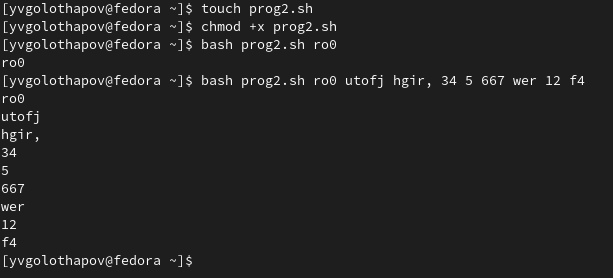 [yvgolothapov@fedora ~]$ touch prog2.sh
[yvgolothapov@fedora ~]$ chmod +x prog2.sh
[yvgolothapov@fedora ~]$ bash prog2.sh ro0
ro0
[yvgolothapov@fedora ~]$ bash prog2.sh ro0 utofj hgir, 34 5 667 wer 12 f4
ro0
utofj
hgir,
34
5
667
wer
12
f4
[yvgolothapov@fedora ~]$